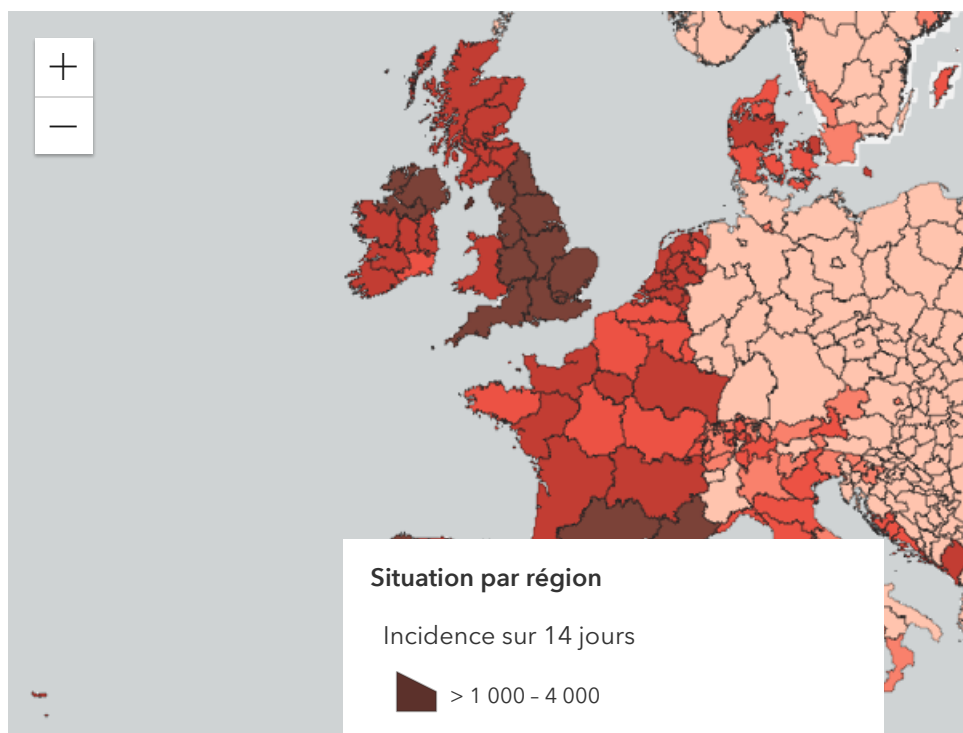 +
−
Situation par région
Incidence sur 14 jours
> 1 000 – 4 000